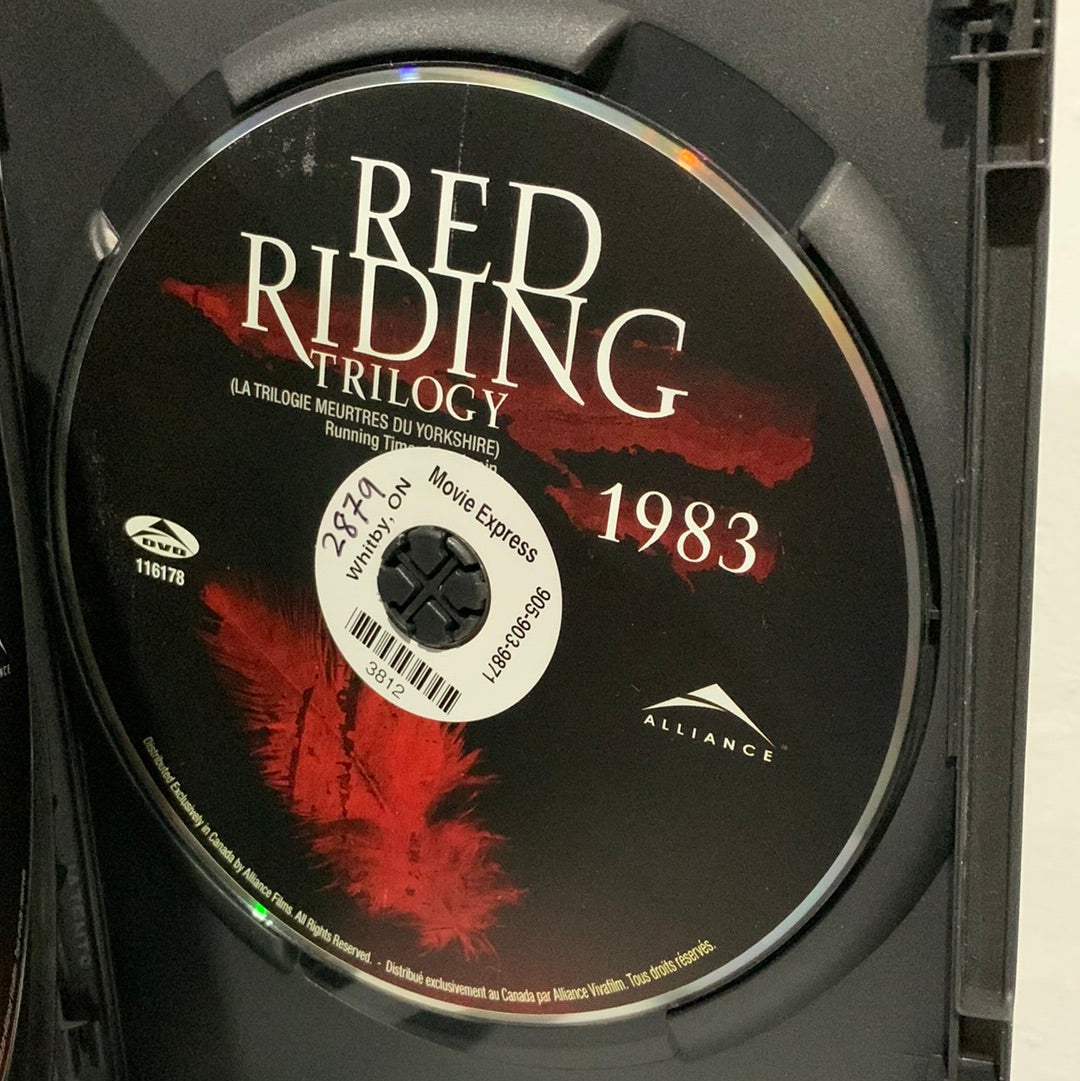 RED
RIDING
TRILOGY
(LA TRILOGIE MEURTRES DU YORKSHIRE)
Running
1983
Movie Express
905-903-9871
Whitby, ON
2879
3812
DVD
116178
ALLIANCE
Distributed Exclusively in Canada by Alliance Films. All Rights Reserved. - Distribué exclusivement au Canada par Alliance Vivafilm. Tous droits réservés.